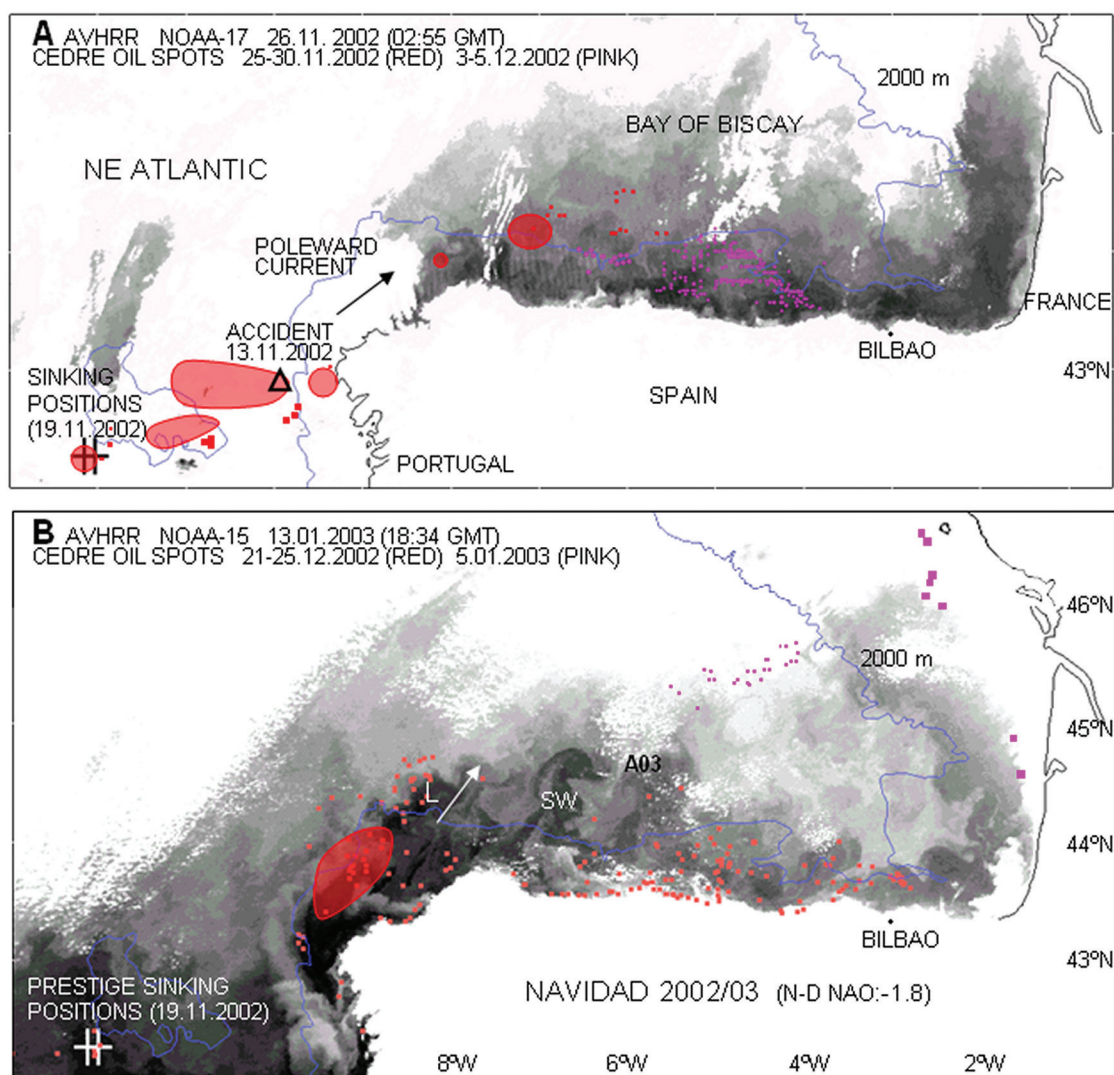 A AVHRR NOAA-17 26.11. 2002 (02:55 GMT)
CEDRE OIL SPOTS 25-30.11.2002 (RED) 3-5.12.2002 (PINK)
2000 m
BAY OF BISCAY
NE ATLANTIC
POLEWARD
CURRENT
FRANCE
ACCIDENT
13.11.2002
BILBAO
43ºN
SINKING
POSITIONS
(19.11.2002)
SPAIN
PORTUGAL
B AVHRR NOAA-15 13.01.2003 (18:34 GMT)
CEDRE OIL SPOTS 21-25.12.2002 (RED) 5.01.2003 (PINK)
46ºN
2000 m
45ºN
A03
L
SW
44ºN
BILBAO
43ºN
PRESTIGE SINKING
POSITIONS (19.11.2002)
NAVIDAD 2002/03 (N-D NAO:-1.8)
8ºW 6ºW 4ºW 2ºW